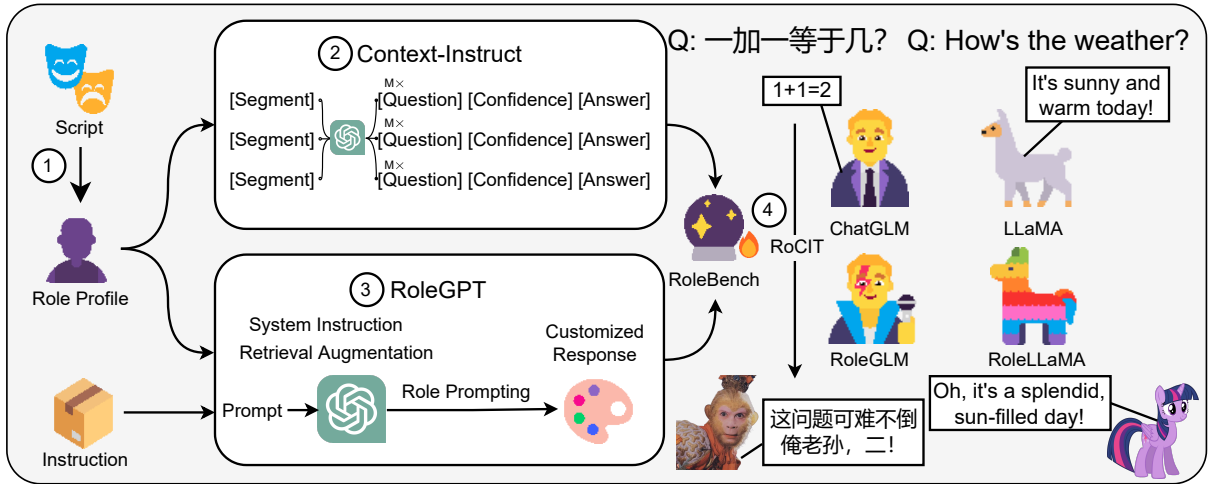 Script
1
Role Profile
Instruction
2 Context-Instruct
M×
[Segment] [Question] [Confidence] [Answer]
M×
[Segment] [Question] [Confidence] [Answer]
M×
[Segment] [Question] [Confidence] [Answer]
3 RoleGPT
System Instruction
Retrieval Augmentation
Customized
Response
Prompt
Role Prompting
RoleBench
4
RoCIT
Q: 一加一等于几?
1+1=2
ChatGLM
RoleGLM
这问题可难不倒
俺老孙，二！
Q: How's the weather?
It's sunny and
warm today!
LLaMA
RoleLLaMA
Oh, it's a splendid,
sun-filled day!